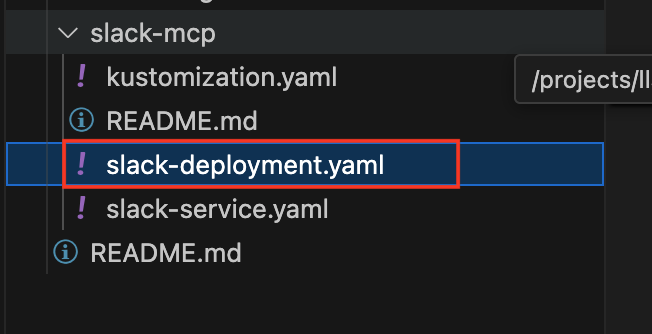 slack-mcp
kustomization.yaml
/projects/ll
README.md
slack-deployment.yaml
slack-service.yaml
README.md